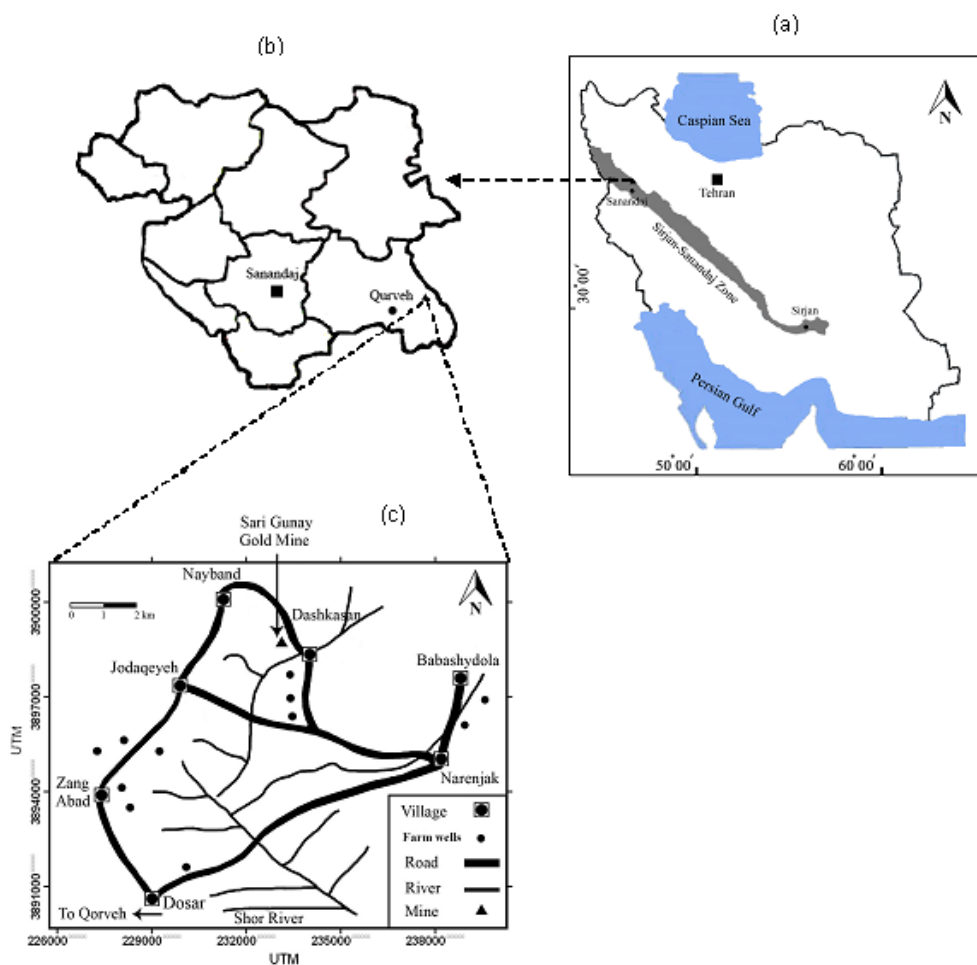 (a)
(b)
Caspian Sea
N
Tehran
Sanandaj
Sirjan-Sanandaj Zone
30°00′
Sirjan
Persian Gulf
50°00′
60°00′
Sanandaj
Qurveh
(c)
Sari Gunay
Gold Mine
Nayband
0 1 2 km
Dashkasan
N
Jodaqeyeh
Babashydola
Zang
Abad
Narenjak
Village
Farm wells
Road
River
Mine
Dosar
To Qorveh
Shor River
3900000
3897000
3894000
3891000
UTM
226000
229000
232000
235000
238000
UTM